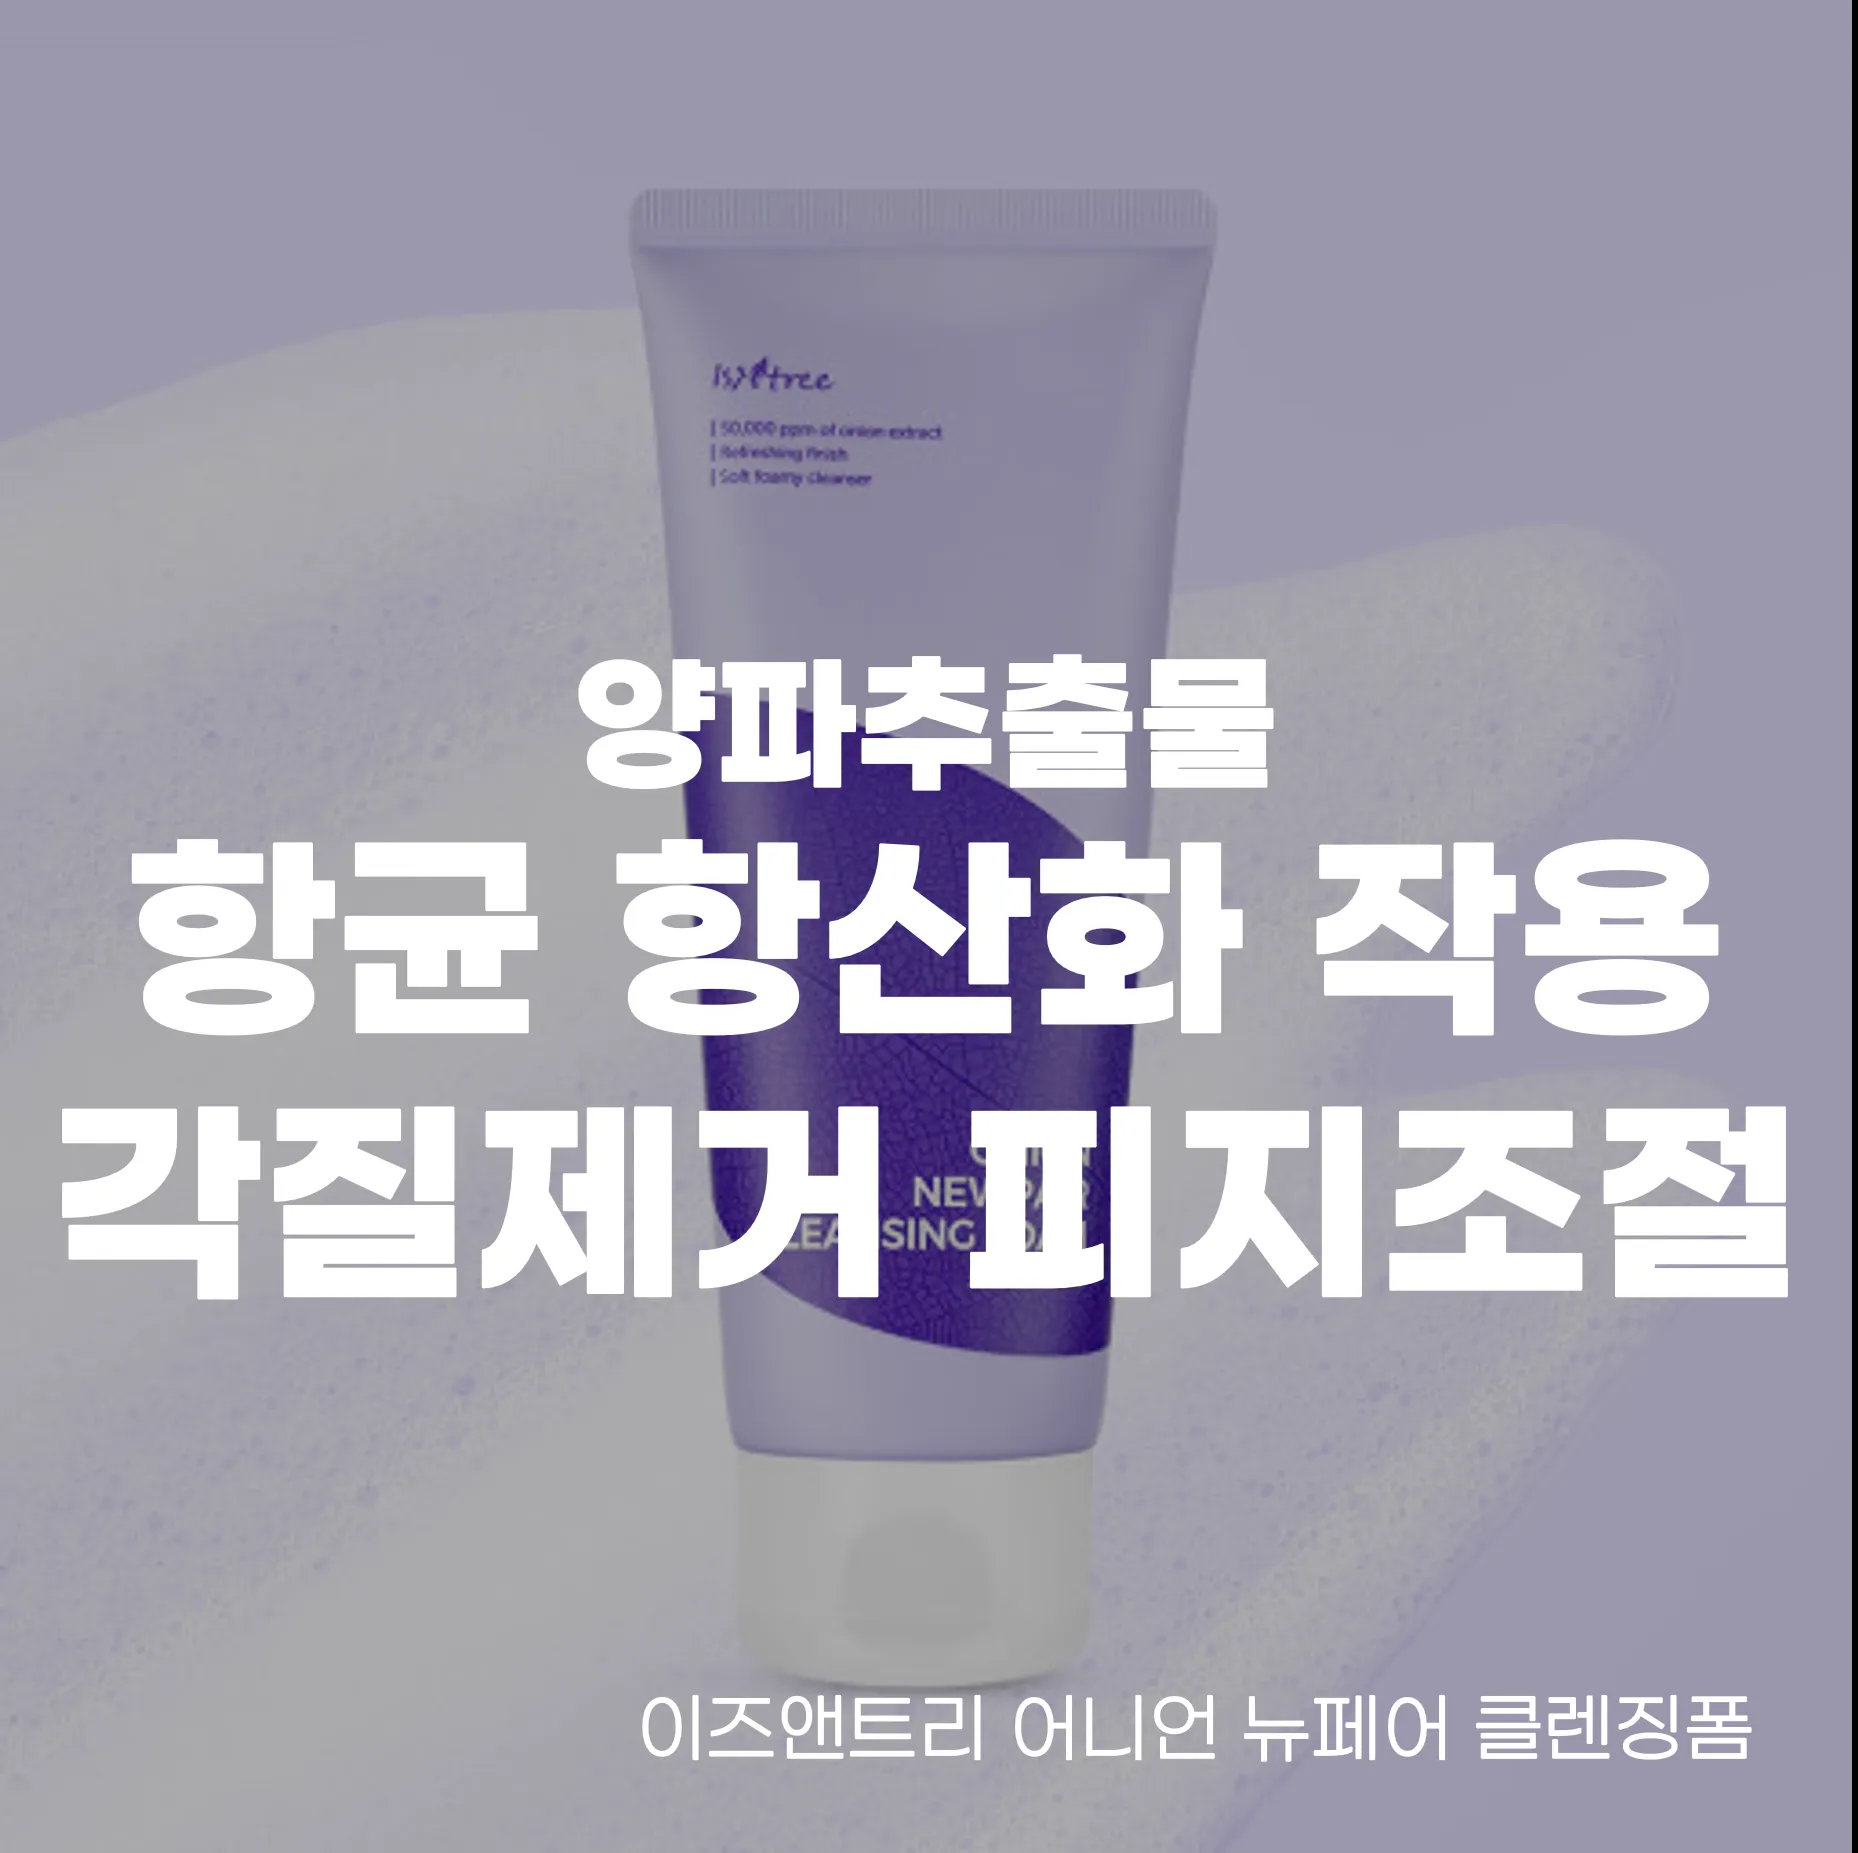 Isntree
| 50,000 ppm of onion extract
| Refreshing finish
| Soft foamy cleanser
양파추출물
항균 항산화 작용
각질제거 피지조절
이즈앤트리 어니언 뉴페어 클렌징폼